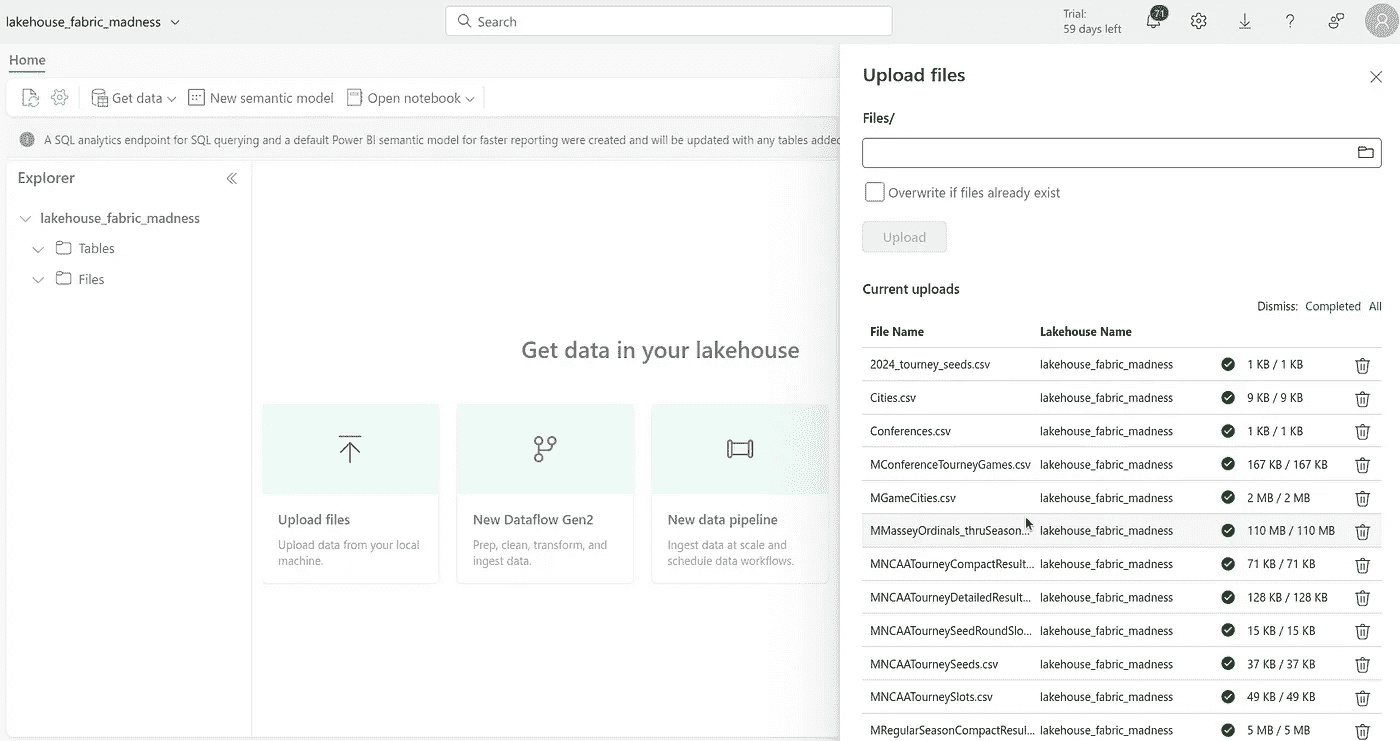 lakehouse_fabric_madness
Search
Trial:
59 days left
71
Home
Get data
New semantic model
Open notebook
A SQL analytics endpoint for SQL querying and a default Power BI semantic model for faster reporting were created and will be updated with any tables added
Explorer
lakehouse_fabric_madness
Tables
Files
Get data in your lakehouse
Upload files
Upload data from your local
machine.
New Dataflow Gen2
Prep, clean, transform, and
ingest data.
New data pipeline
Ingest data at scale and
schedule data workflows.
Upload files
Files/
Overwrite if files already exist
Upload
Current uploads
Dismiss: Completed All
File Name Lakehouse Name
2024_tourney_seeds.csv lakehouse_fabric_madness 1 KB / 1 KB
Cities.csv lakehouse_fabric_madness 9 KB / 9 KB
Conferences.csv lakehouse_fabric_madness 1 KB / 1 KB
MConferenceTourneyGames.csv lakehouse_fabric_madness 167 KB / 167 KB
MGameCities.csv lakehouse_fabric_madness 2 MB / 2 MB
MMasseyOrdinals_thruSeason... lakehouse_fabric_madness 110 MB / 110 MB
MNCAATourneyCompactResult... lakehouse_fabric_madness 71 KB / 71 KB
MNCAATourneyDetailedResult... lakehouse_fabric_madness 128 KB / 128 KB
MNCAATourneySeedRoundSlo... lakehouse_fabric_madness 15 KB / 15 KB
MNCAATourneySeeds.csv lakehouse_fabric_madness 37 KB / 37 KB
MNCAATourneySlots.csv lakehouse_fabric_madness 49 KB / 49 KB
MRegularSeasonCompactResul... lakehouse_fabric_madness 5 MB / 5 MB